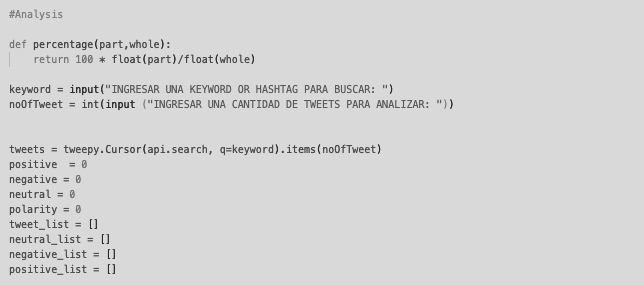 #Analysis
def percentage(part,whole):
    return 100 * float(part)/float(whole)
keyword = input("INGRESAR UNA KEYWORD OR HASHTAG PARA BUSCAR: ")
noOfTweet = int(input ("INGRESAR UNA CANTIDAD DE TWEETS PARA ANALIZAR: "))
tweets = tweepy.Cursor(api.search, q=keyword).items(noOfTweet)
positive  = 0
negative = 0
neutral = 0
polarity = 0
tweet_list = []
neutral_list = []
negative_list = []
positive_list = []